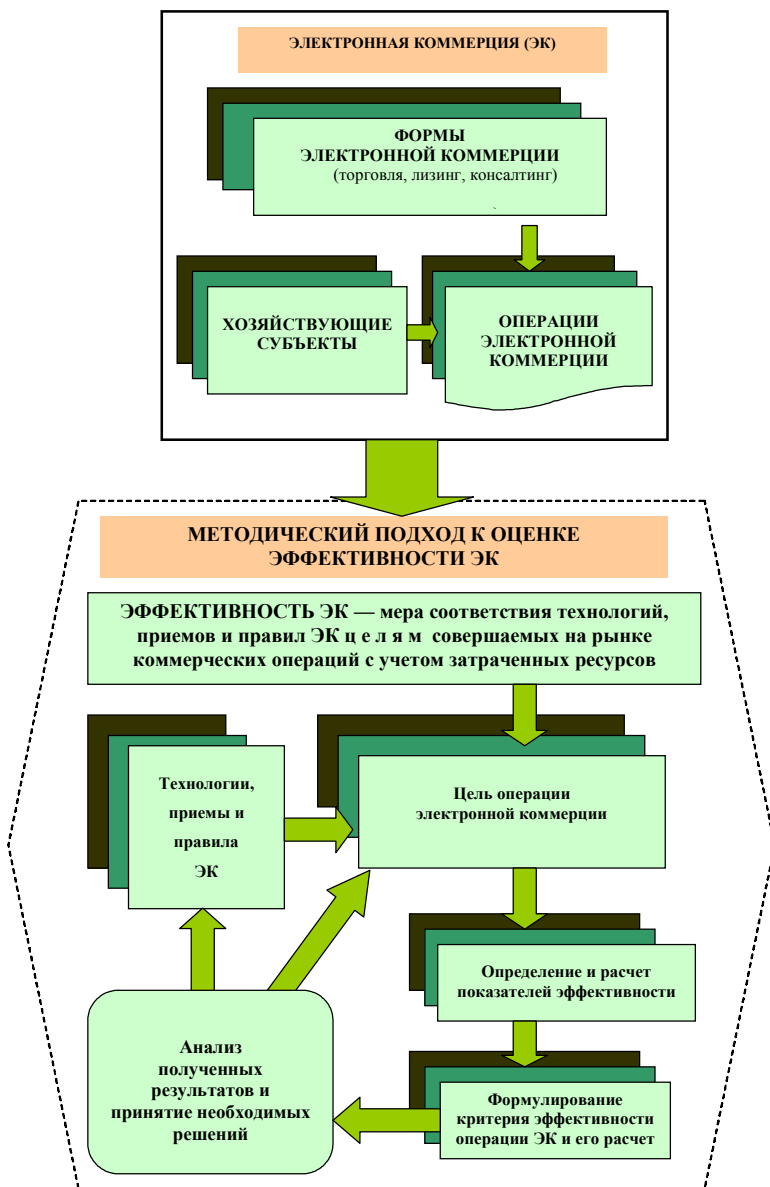 ЭЛЕКТРОННАЯ КОММЕРЦИЯ (ЭК)
ФОРМЫ
ЭЛЕКТРОННОЙ КОММЕРЦИИ
(торговля, лизинг, консалтинг)
ХОЗЯЙСТВУЮЩИЕ
СУБЪЕКТЫ
ОПЕРАЦИИ
ЭЛЕКТРОННОЙ
КОММЕРЦИИ
МЕТОДИЧЕСКИЙ ПОДХОД К ОЦЕНКЕ
ЭФФЕКТИВНОСТИ ЭК
ЭФФЕКТИВНОСТЬ ЭК — мера соответствия технологий,
приемов и правил ЭК ц е л я м совершаемых на рынке
коммерческих операций с учетом затраченных ресурсов
Технологии,
приемы и
правила
ЭК
Цель операции
электронной коммерции
Определение и расчет
показателей эффективности
Формулирование
критерия эффективности
операции ЭК и его расчет
Анализ
полученных
результатов и
принятие необходимых
решений